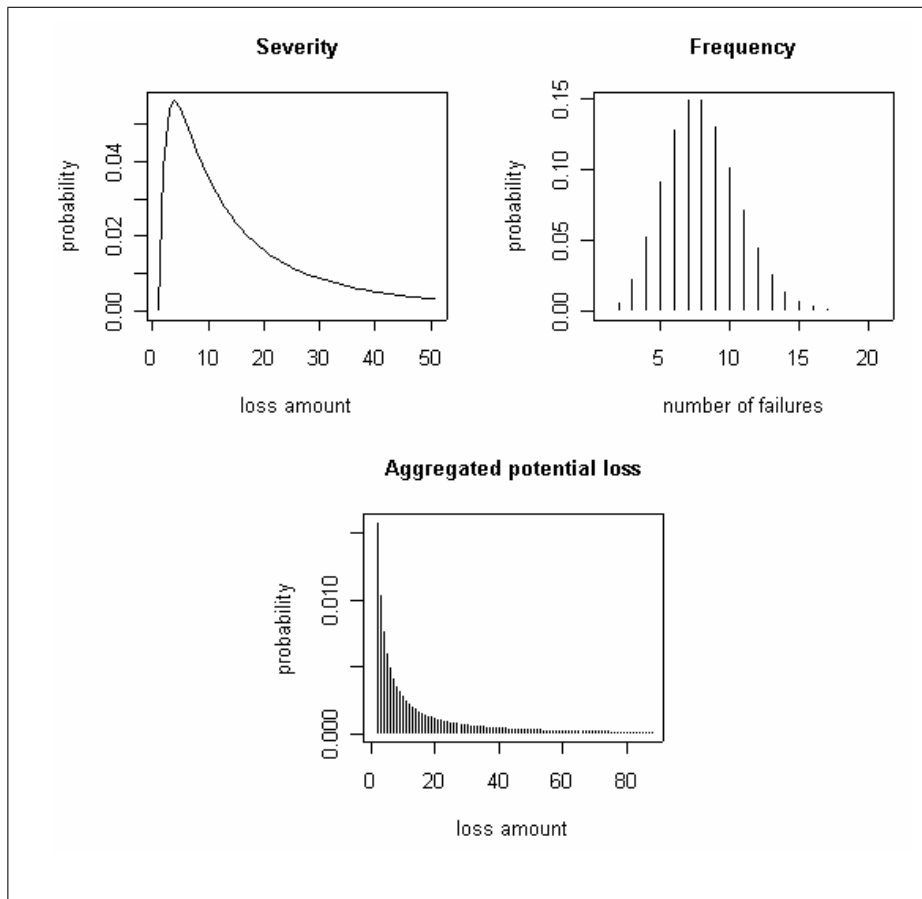 Severity
Frequency
probability
0.00
0.02
0.04
0 10 20 30 40 50
loss amount
probability
0.00
0.05
0.10
0.15
5 10 15 20
number of failures
Aggregated potential loss
probability
0.000
0.010
0 20 40 60 80
loss amount